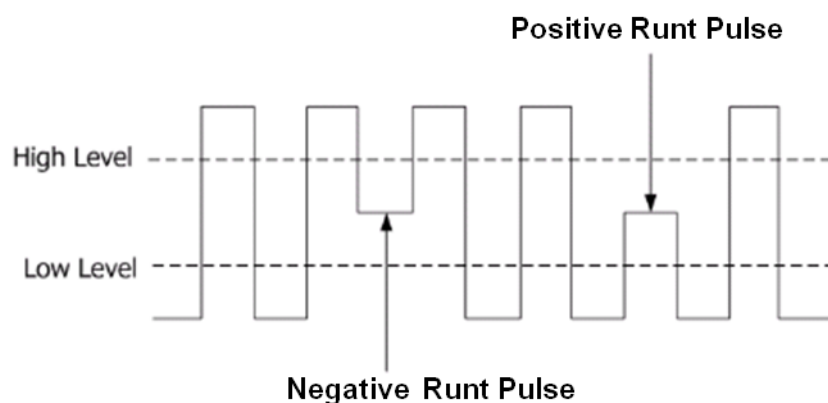 Positive Runt Pulse
High Level
Low Level
Negative Runt Pulse